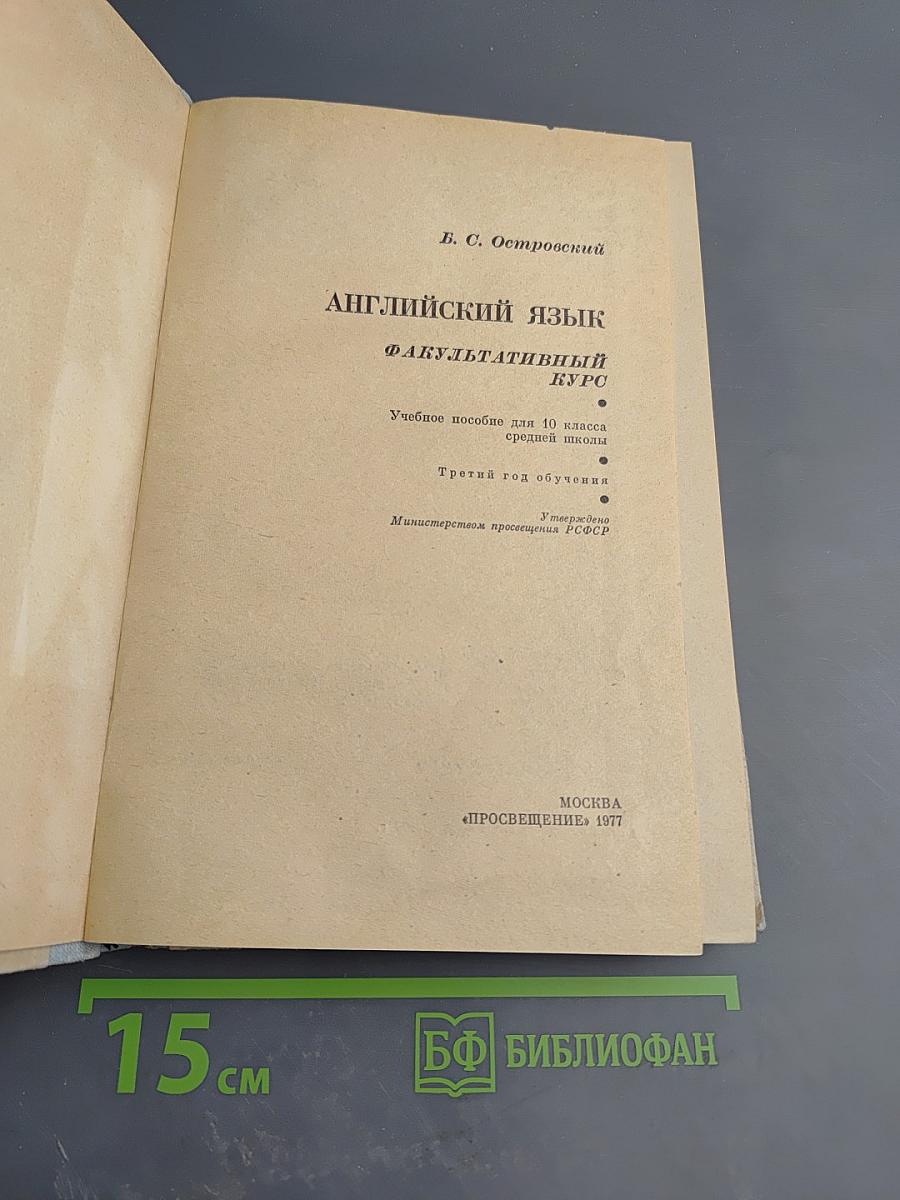 Б. С. Островский
АНГЛИЙСКИЙ ЯЗЫК
ФАКУЛЬТАТИВНЫЙ
КУРС
Учебное пособие для 10 класса
средней школы
Третий год обучения
Утверждено
Министерством просвещения РСФСР
МОСКВА
«ПРОСВЕЩЕНИЕ» 1977
15 см
БФ БИБЛИОФАН